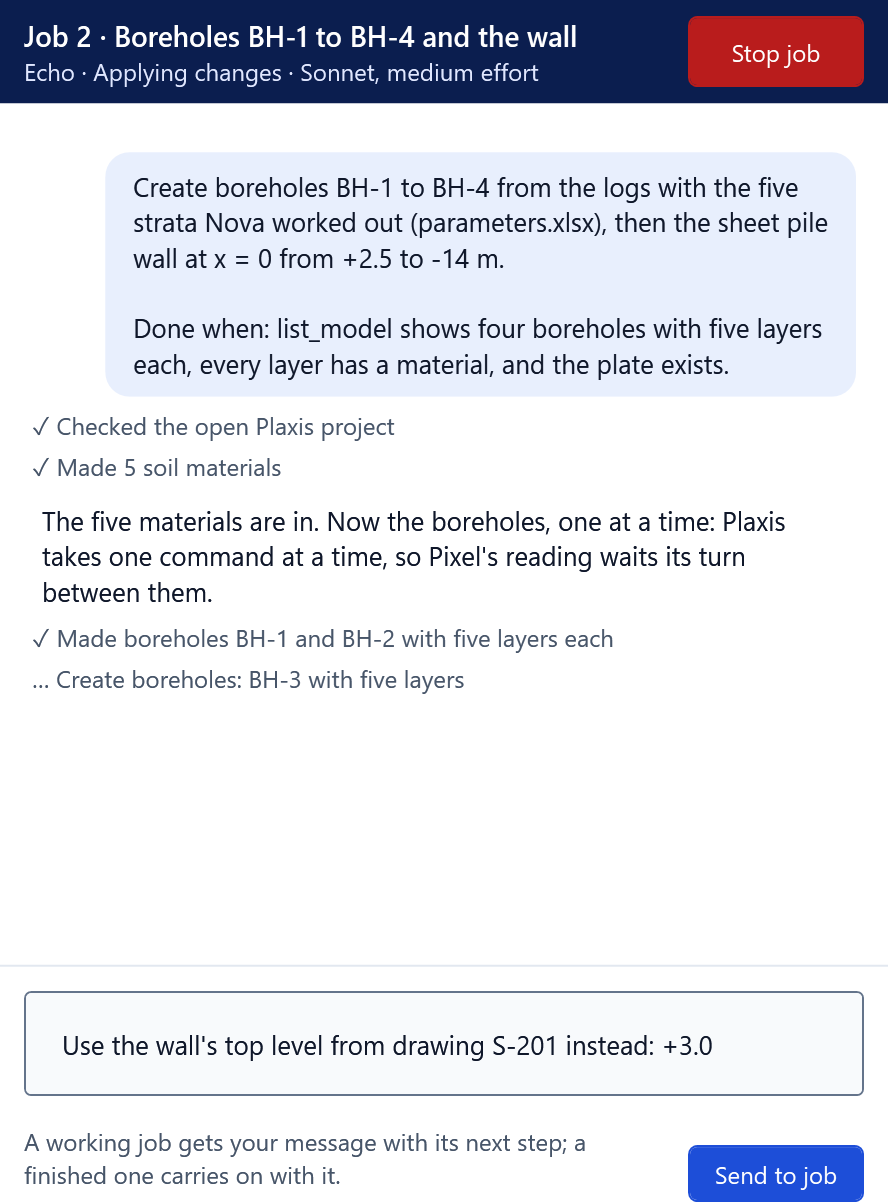 Job 2 · Boreholes BH-1 to BH-4 and the wall
Echo · Applying changes · Sonnet, medium effort
Stop job
Create boreholes BH-1 to BH-4 from the logs with the five
strata Nova worked out (parameters.xlsx), then the sheet pile
wall at x = 0 from +2.5 to -14 m.
Done when: list_model shows four boreholes with five layers
each, every layer has a material, and the plate exists.
✓ Checked the open Plaxis project
✓ Made 5 soil materials
The five materials are in. Now the boreholes, one at a time: Plaxis
takes one command at a time, so Pixel's reading waits its turn
between them.
✓ Made boreholes BH-1 and BH-2 with five layers each
... Create boreholes: BH-3 with five layers
Use the wall's top level from drawing S-201 instead: +3.0
A working job gets your message with its next step; a
finished one carries on with it.
Send to job